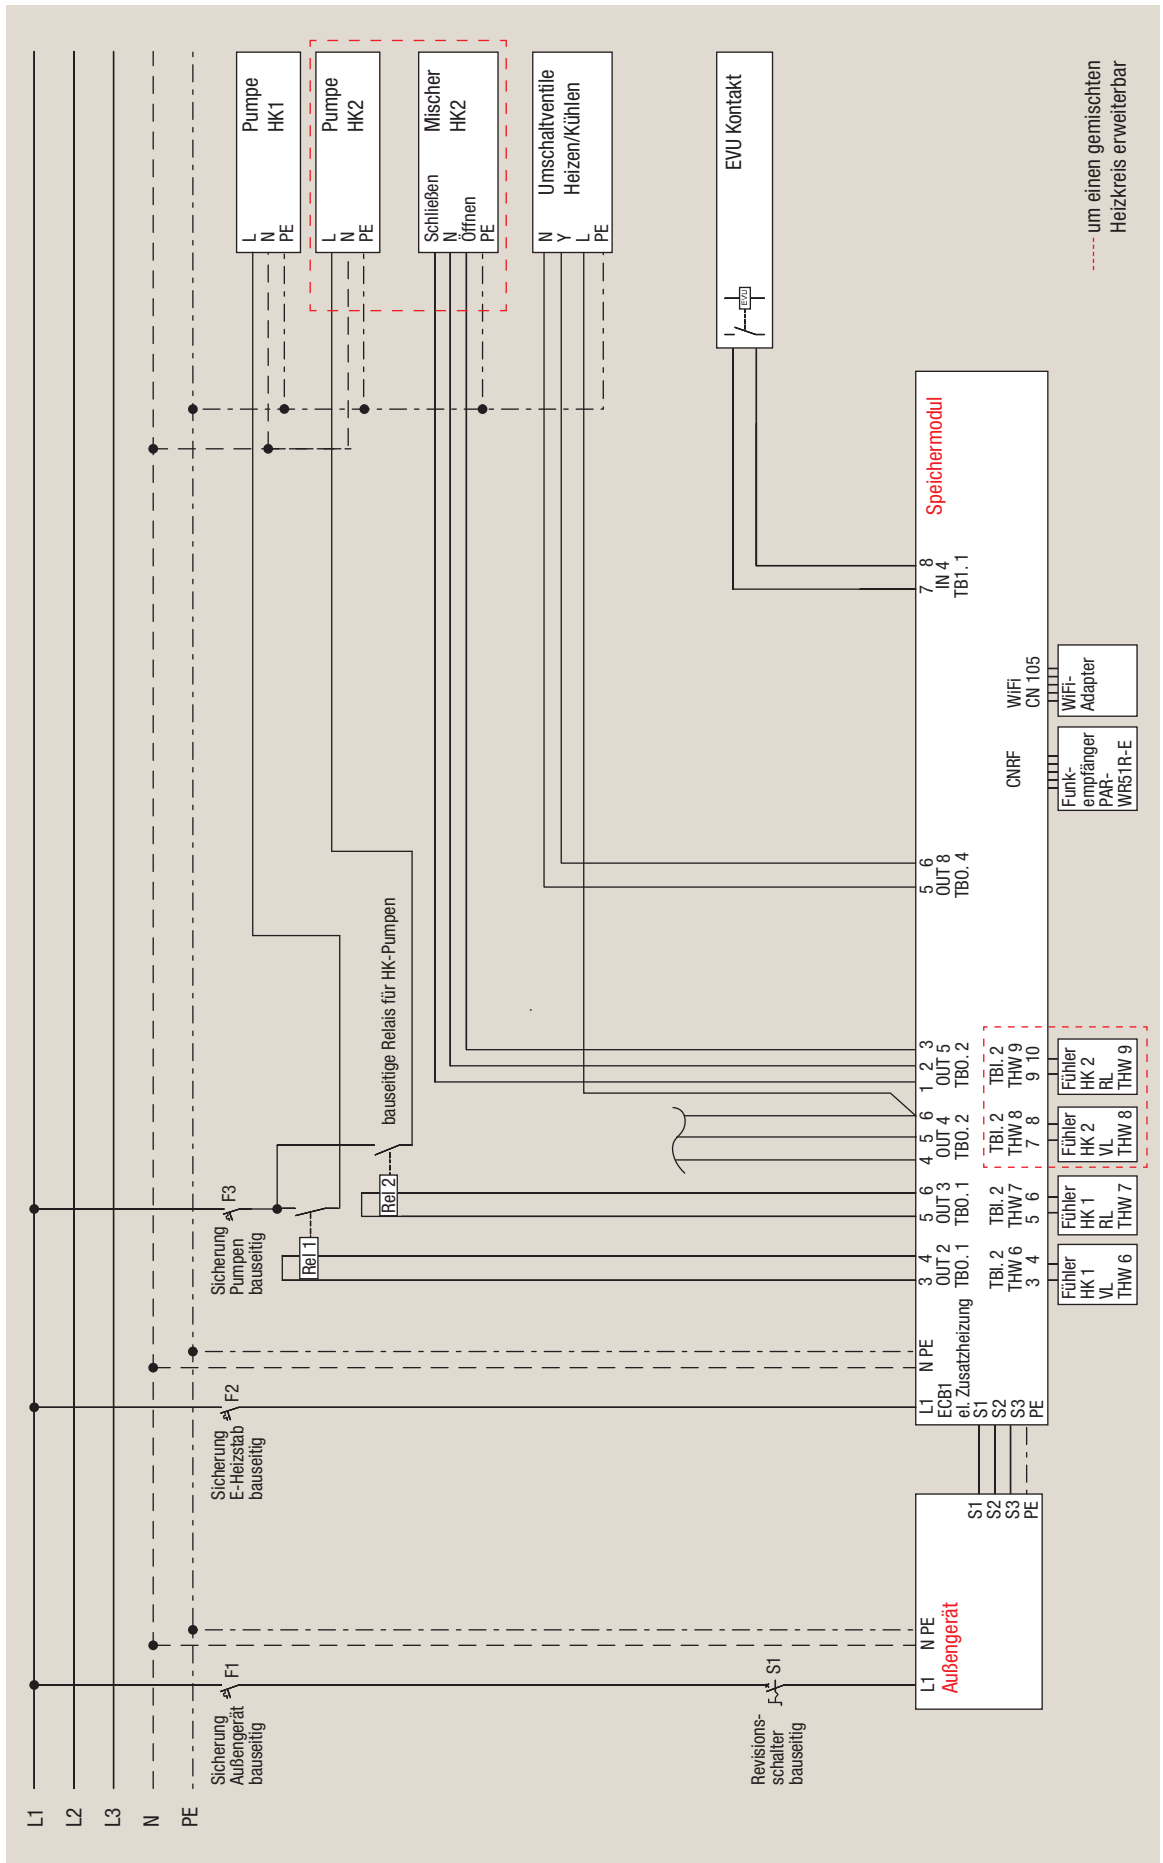 L1
L2
L3
N
PE
Sicherung
Außengerät
bauseitig
F1
Sicherung
E-Heizstab
bauseitig
F2
Sicherung
Pumpen
bauseitig
F3
Rel 1
Rel 2
bauseitige Relais für HK-Pumpen
Pumpe
HK1
L
N
PE
Pumpe
HK2
L
N
PE
Mischer
HK2
Schließen
N
Öffnen
PE
Umschaltventile
Heizen/Kühlen
N
Y
L
PE
EVU Kontakt
EVU
Revisions-
schalter
bauseitig
S1
L1 N PE
Außengerät
S1
S2
S3
PE
Speichermodul
L1 N PE
ECB1
el. Zusatzheizung
S1
S2
S3
PE
3 4
OUT 2
TBO. 1
5 6
OUT 3
TBO. 1
4 5 6
OUT 4
TBO. 2
1 2 3
OUT 5
TBO. 2
5 6
OUT 8
TBO. 4
7 8
IN 4
TB1. 1
TBI. 2
THW 6
3 4
TBI. 2
THW 7
5 6
TBI. 2
THW 8
7 8
TBI. 2
THW 9
9 10
CNRF
WiFi
CN 105
Fühler
HK 1
VL
THW 6
Fühler
HK 1
RL
THW 7
Fühler
HK 2
VL
THW 8
Fühler
HK 2
RL
THW 9
Funk-
empfänger
PAR-
WR51R-E
WiFi-
Adapter
um einen gemischten
Heizkreis erweiterbar